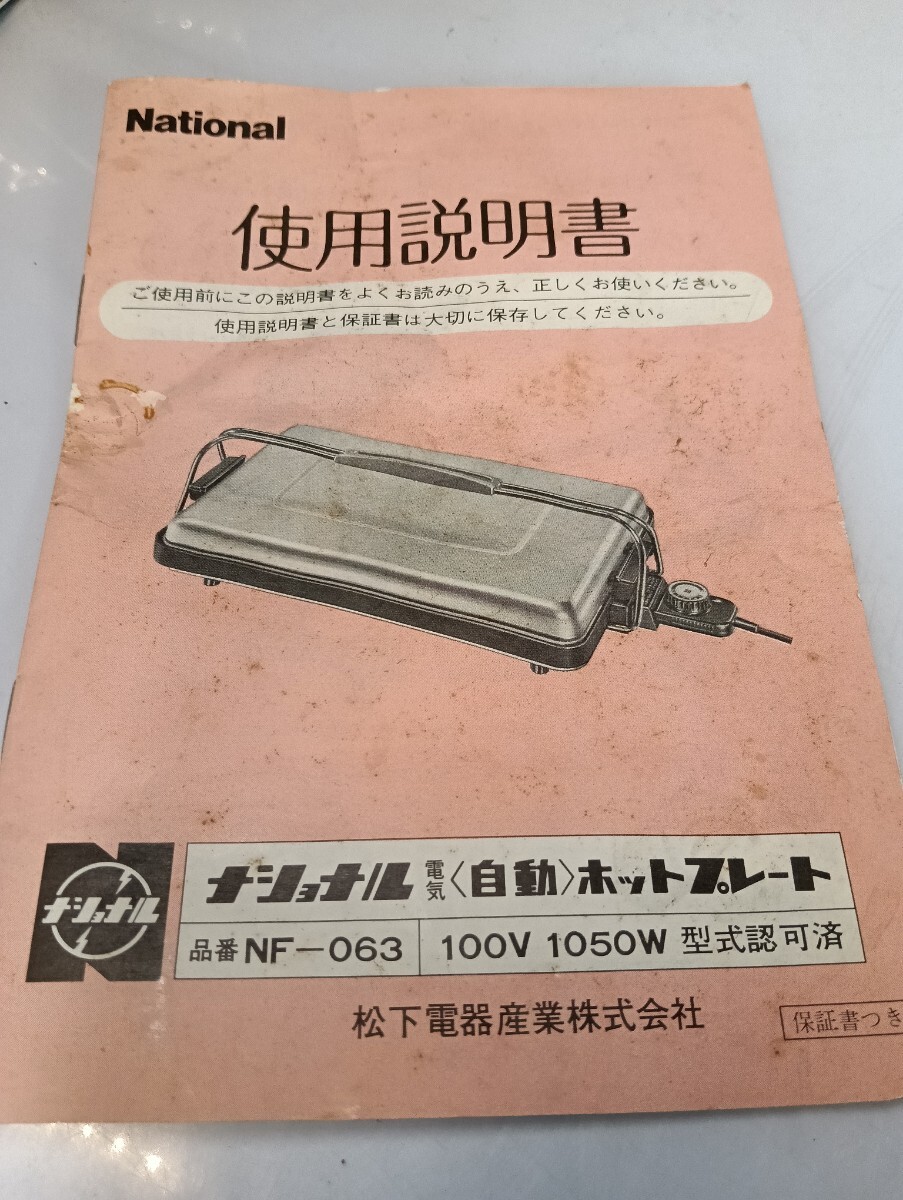 National
使用説明書
ご使用前にこの説明書をよくお読みのうえ、正しくお使いください。
使用説明書と保証書は大切に保存してください。
ナショナル
ナショナル電気〈自動〉ホットプレート
品番 NF-063 100V 1050W 型式認可済
松下電器産業株式会社
保証書つき